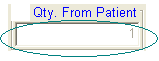 Qty. From Patient
1